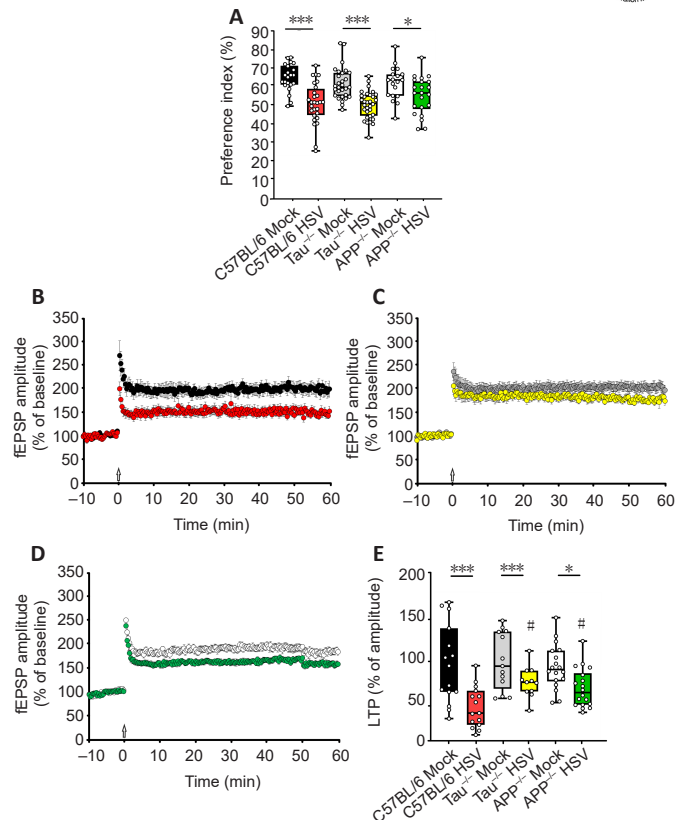 A
*** *** *
Preference index (%)
90
80
70
60
50
40
30
20
10
0
C57BL/6 Mock
C57BL/6 HSV
Tau⁻/⁻ Mock
Tau⁻/⁻ HSV
APP⁻/⁻ Mock
APP⁻/⁻ HSV
B
fEPSP amplitude
(% of baseline)
350
300
250
200
150
100
50
0
–10 0 10 20 30 40 50 60
Time (min)
C
fEPSP amplitude
(% of baseline)
350
300
250
200
150
100
50
0
–10 0 10 20 30 40 50 60
Time (min)
D
fEPSP amplitude
(% of baseline)
350
300
250
200
150
100
50
0
–10 0 10 20 30 40 50 60
Time (min)
E
*** *** *
# #
LTP (% of amplitude)
200
150
100
50
0
C57BL/6 Mock
C57BL/6 HSV
Tau⁻/⁻ Mock
Tau⁻/⁻ HSV
APP⁻/⁻ Mock
APP⁻/⁻ HSV